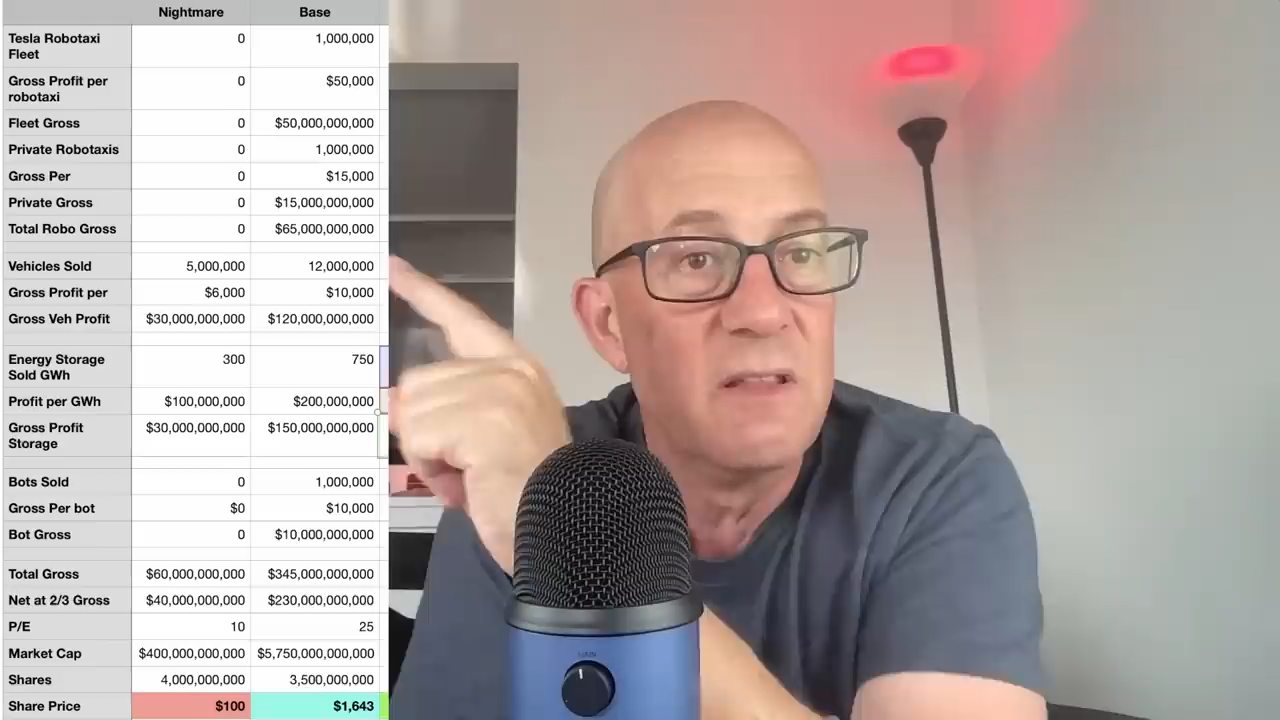 Nightmare Base
Tesla Robotaxi
Fleet 0 1,000,000
Gross Profit per
robotaxi 0 $50,000
Fleet Gross 0 $50,000,000,000
Private Robotaxis 0 1,000,000
Gross Per 0 $15,000
Private Gross 0 $15,000,000,000
Total Robo Gross 0 $65,000,000,000
Vehicles Sold 5,000,000 12,000,000
Gross Profit per $6,000 $10,000
Gross Veh Profit $30,000,000,000 $120,000,000,000
Energy Storage
Sold GWh 300 750
Profit per GWh $100,000,000 $200,000,000
Gross Profit
Storage $30,000,000,000 $150,000,000,000
Bots Sold 0 1,000,000
Gross Per bot $0 $10,000
Bot Gross 0 $10,000,000,000
Total Gross $60,000,000,000 $345,000,000,000
Net at 2/3 Gross $40,000,000,000 $230,000,000,000
P/E 10 25
Market Cap $400,000,000,000 $5,750,000,000,000
Shares 4,000,000,000 3,500,000,000
Share Price $100 $1,643
GAIN